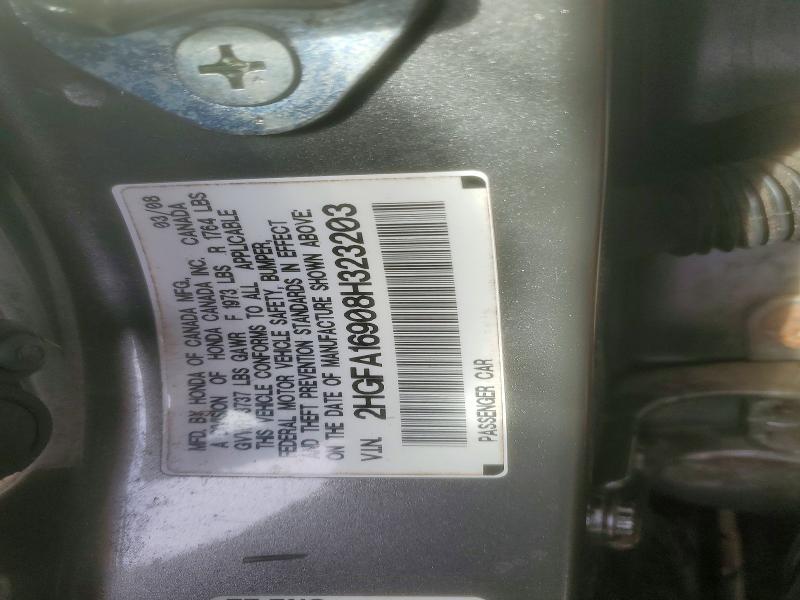 MFD. BY HONDA OF CANADA MFG., 03/08
A DIVISION OF HONDA CANADA INC. CANADA
3737 LBS GAWR F 1973 LBS R 1764 LBS
THIS VEHICLE CONFORMS TO ALL APPLICABLE
FEDERAL MOTOR VEHICLE SAFETY, BUMPER,
AND THEFT PREVENTION STANDARDS IN EFFECT
ON THE DATE OF MANUFACTURE SHOWN ABOVE.
V.I.N. 2HGFA16908H323203
PASSENGER CAR